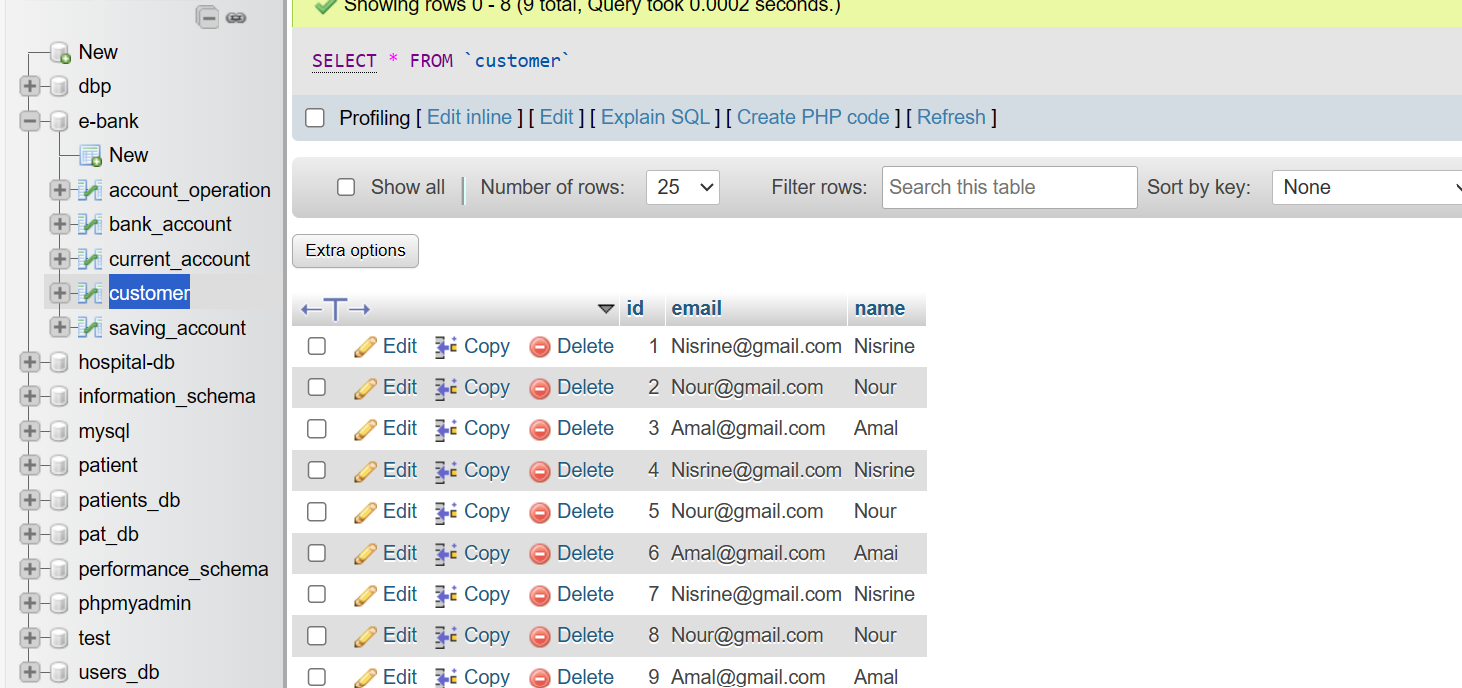 New
dbp
e-bank
New
account_operation
bank_account
current_account
customer
saving_account
hospital-db
information_schema
mysql
patient
patients_db
pat_db
performance_schema
phpmyadmin
test
users_db
Showing rows 0 - 8 (9 total, Query took 0.0002 seconds.)
SELECT * FROM `customer`
Profiling [ Edit inline ] [ Edit ] [ Explain SQL ] [ Create PHP code ] [ Refresh ]
Show all Number of rows: 25 Filter rows: Search this table Sort by key: None
Extra options
←T→ id email name
Edit Copy Delete 1 Nisrine@gmail.com Nisrine
Edit Copy Delete 2 Nour@gmail.com Nour
Edit Copy Delete 3 Amal@gmail.com Amal
Edit Copy Delete 4 Nisrine@gmail.com Nisrine
Edit Copy Delete 5 Nour@gmail.com Nour
Edit Copy Delete 6 Amal@gmail.com Amai
Edit Copy Delete 7 Nisrine@gmail.com Nisrine
Edit Copy Delete 8 Nour@gmail.com Nour
Edit Copy Delete 9 Amal@gmail.com Amal